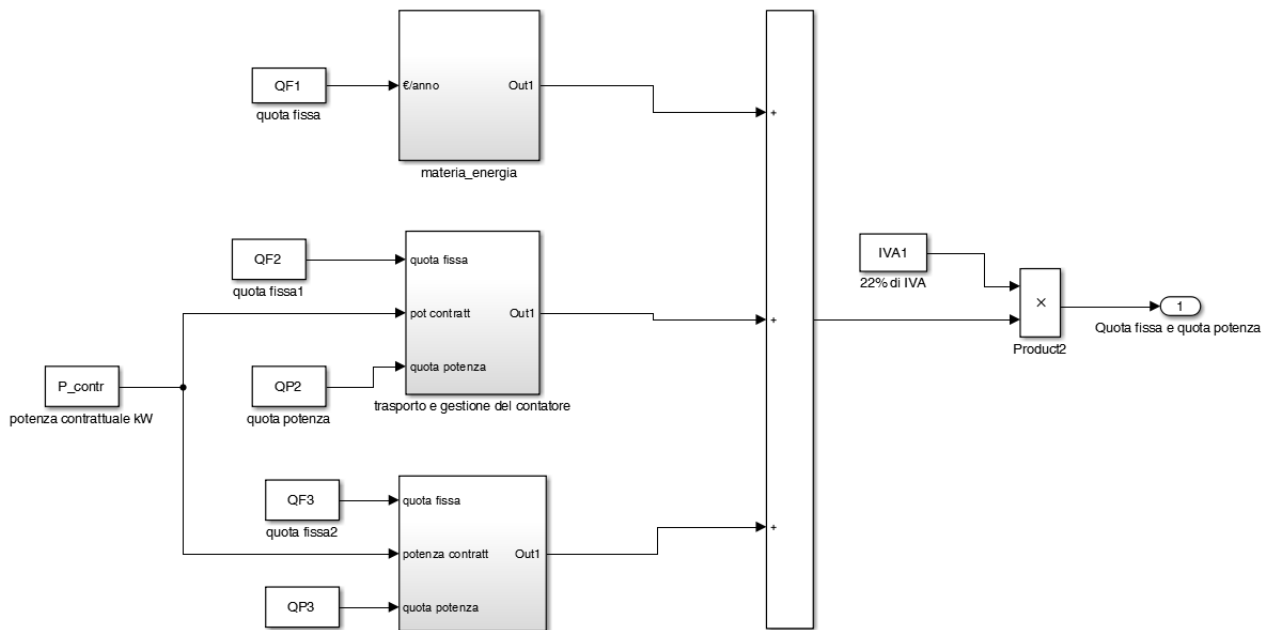 QF1
quota fissa
€/anno
Out1
materia_energia
+
QF2
quota fissa1
quota fissa
pot contratt
quota potenza
Out1
trasporto e gestione del contatore
+
P_contr
potenza contrattuale kW
QP2
quota potenza
IVA1
22% di IVA
×
Product2
1
Quota fissa e quota potenza
QF3
quota fissa2
quota fissa
potenza contratt
quota potenza
Out1
+
QP3